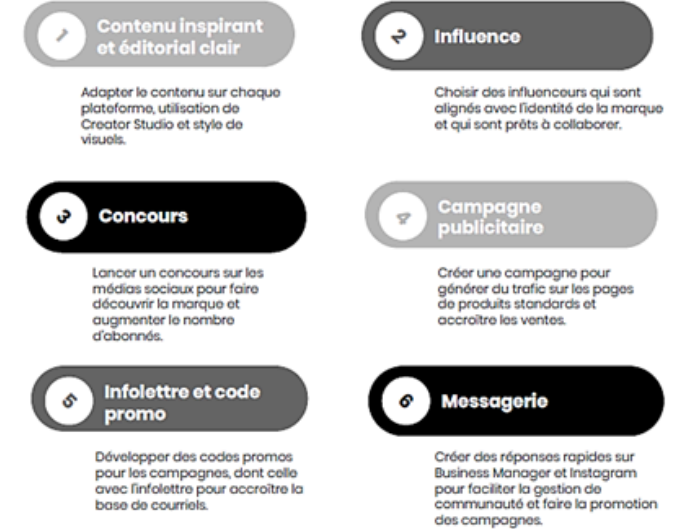 1
Contenu inspirant
et éditorial clair
Adapter le contenu sur chaque
plateforme, utilisation de
Creator Studio et style de
visuels.
2
Influence
Choisir des influenceurs qui sont
alignés avec l'identité de la marque
et qui sont prêts à collaborer.
3
Concours
Lancer un concours sur les
médias sociaux pour faire
découvrir la marque et
augmenter le nombre
d'abonnés.
4
Campagne
publicitaire
Créer une campagne pour
générer du trafic sur les pages
de produits standards et
accroître les ventes.
5
Infolettre et code
promo
Développer des codes promos
pour les campagnes, dont celle
avec l'infolettre pour accroître la
base de courriels.
6
Messagerie
Créer des réponses rapides sur
Business Manager et Instagram
pour faciliter la gestion de
communauté et faire la promotion
des campagnes.